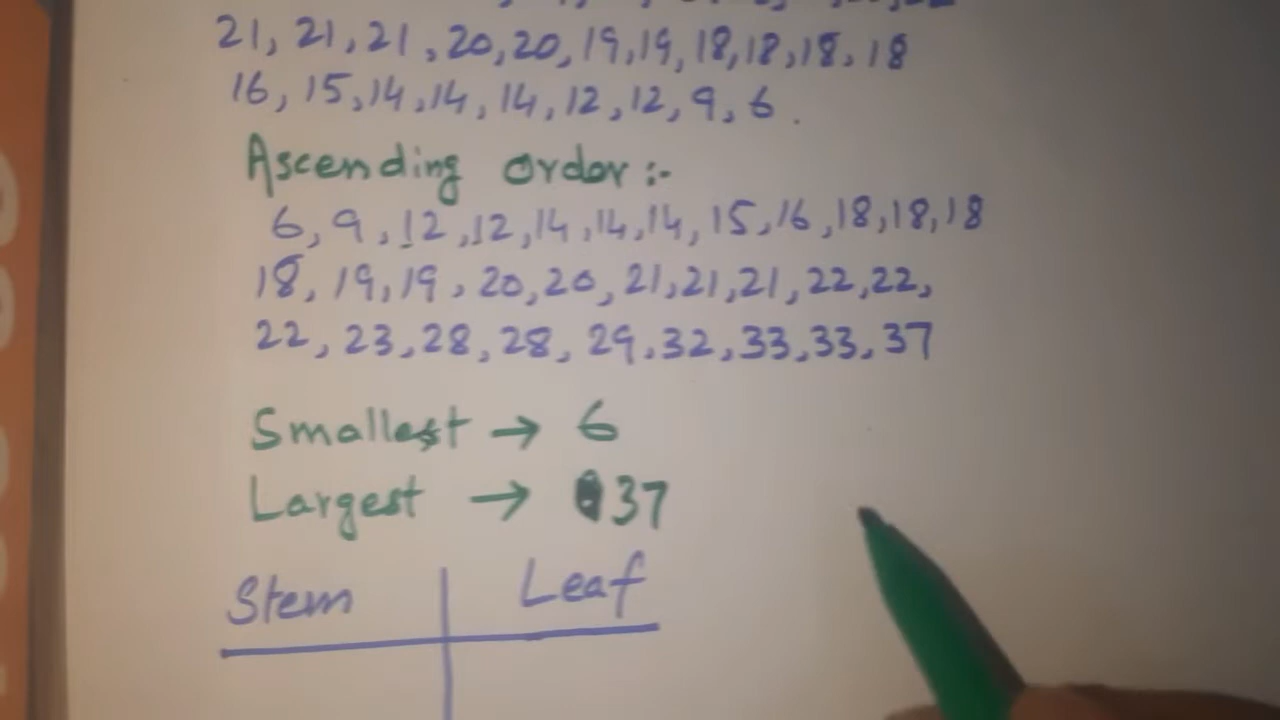 21, 21, 21, 20, 20, 19, 19, 18, 18, 18, 18
16, 15, 14, 14, 14, 12, 12, 9, 6.
Ascending order:-
6, 9, 12, 12, 14, 14, 14, 15, 16, 18, 18, 18
18, 19, 19, 20, 20, 21, 21, 21, 22, 22,
22, 23, 28, 28, 29, 32, 33, 33, 37
Smallest → 6
Largest → 37
Stem Leaf